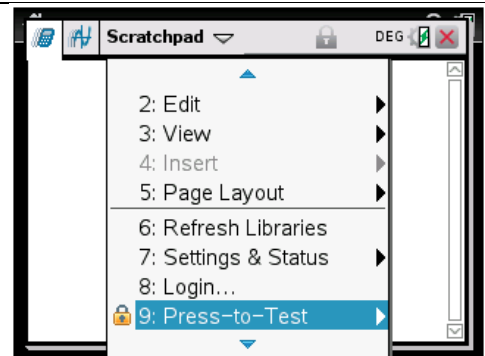 Scratchpad DEG
2: Edit
3: View
4: Insert
5: Page Layout
6: Refresh Libraries
7: Settings & Status
8: Login...
9: Press-to-Test